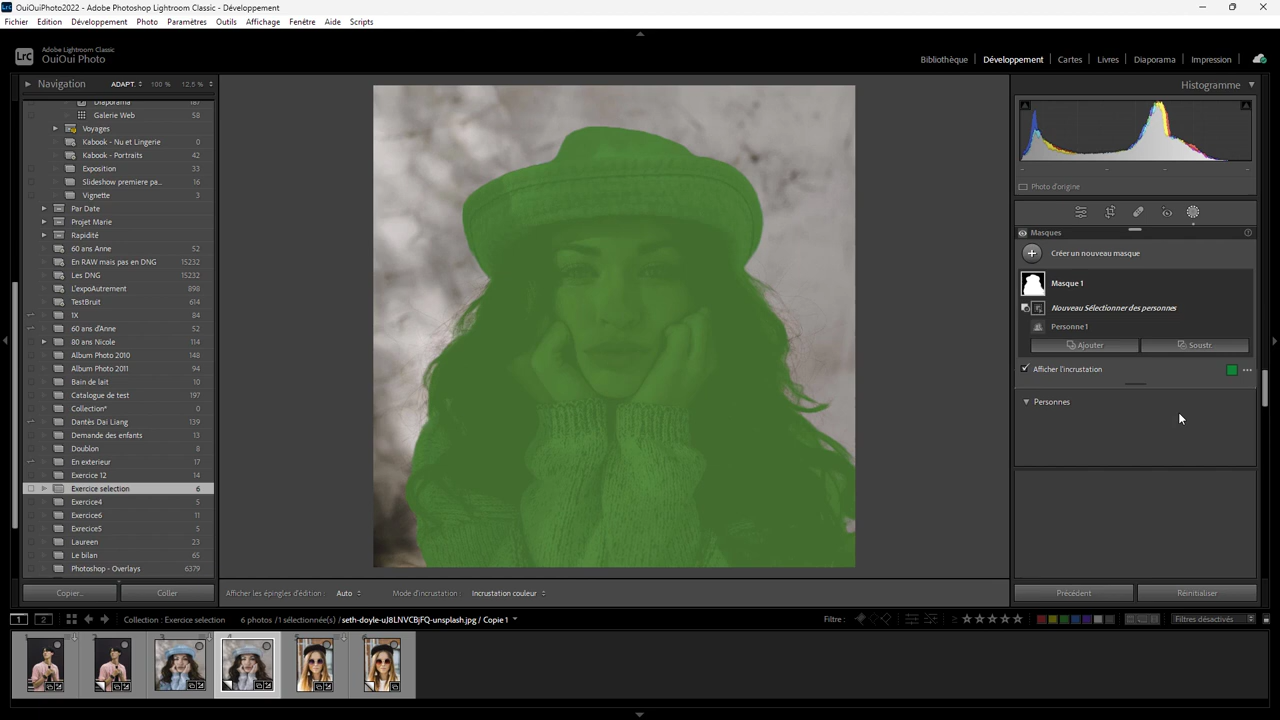 OuiOuiPhoto2022 - Adobe Photoshop Lightroom Classic - Développement
Fichier Edition Développement Photo Paramètres Outils Affichage Fenêtre Aide Scripts
Lrc
Adobe Lightroom Classic
OuiOui Photo
Bibliothèque Développement Cartes Livres Diaporama Impression
Navigation ADAPT. 100 % 12,5 %
Diaporama 187
Galerie Web 58
Voyages
Kabook - Nu et Lingerie 0
Kabook - Portraits 42
Exposition 33
Slideshow premiere pa... 16
Vignette 3
Par Date
Projet Marie
Rapidité
60 ans Anne 52
En RAW mais pas en DNG 15232
Les DNG 15232
L'expoAutrement 898
TestBruit 614
1X 84
60 ans d'Anne 52
80 ans Nicole 114
Album Photo 2010 148
Album Photo 2011 94
Bain de lait 10
Catalogue de test 197
Collection* 0
Dantès Dai Liang 139
Demande des enfants 13
Doublon 8
En exterieur 17
Exercice 12 14
Exercice selection 6
Exercice4 5
Exercice6 11
Exrecice5 5
Laureen 23
Le bilan 65
Photoshop - Overlays 6379
Copier... Coller
Histogramme
Photo d'origine
Masques
Créer un nouveau masque
Masque 1
Nouveau Sélectionner des personnes
Personne 1
Ajouter Soustr...
Afficher l'incrustation
Personnes
Afficher les épingles d'édition : Auto Mode d'incrustation : Incrustation couleur
Précédent Réinitialiser
1 2 Collection : Exercice selection 6 photos / 1 sélectionnée(s) / seth-doyle-uJ8LNVCBjFQ-unsplash.jpg / Copie 1 Filtre : Filtres désactivés